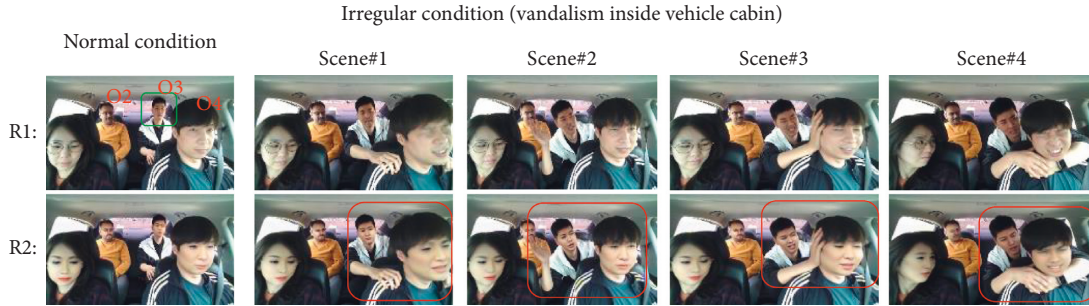 Irregular condition (vandalism inside vehicle cabin)
Normal condition
Scene#1 Scene#2 Scene#3 Scene#4
O2 O3 O4
R1:
R2: